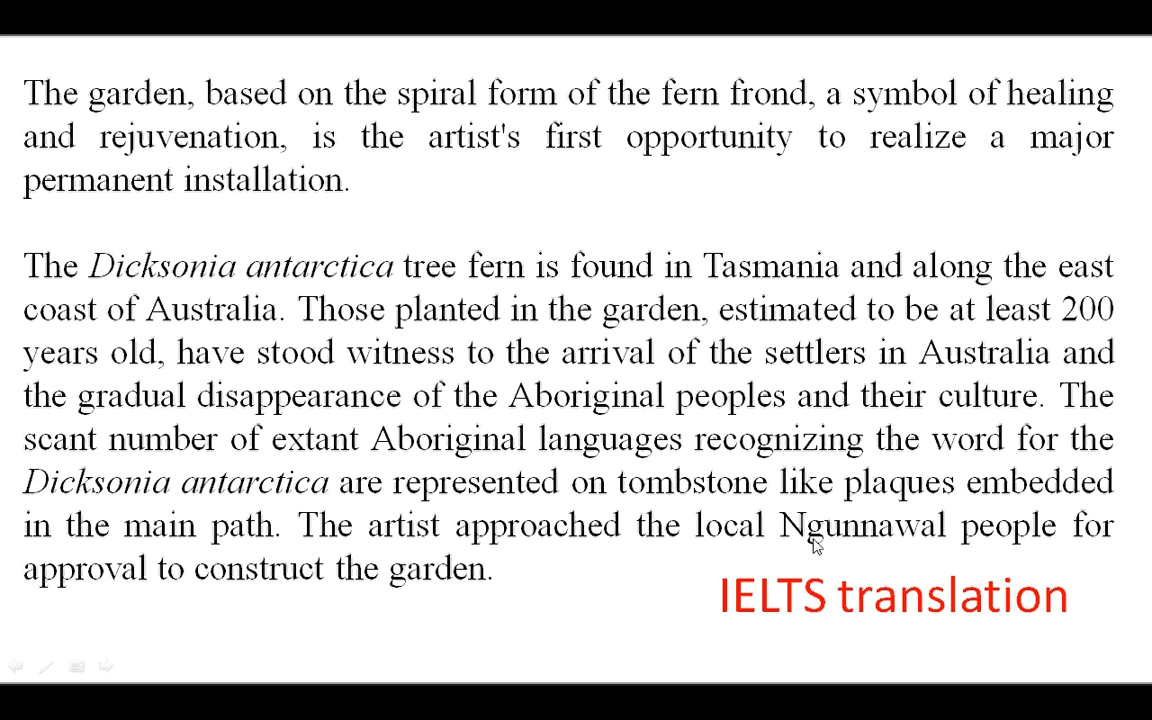 The garden, based on the spiral form of the fern frond, a symbol of healing
and rejuvenation, is the artist's first opportunity to realize a major
permanent installation.
The Dicksonia antarctica tree fern is found in Tasmania and along the east
coast of Australia. Those planted in the garden, estimated to be at least 200
years old, have stood witness to the arrival of the settlers in Australia and
the gradual disappearance of the Aboriginal peoples and their culture. The
scant number of extant Aboriginal languages recognizing the word for the
Dicksonia antarctica are represented on tombstone like plaques embedded
in the main path. The artist approached the local Ngunnawal people for
approval to construct the garden.
IELTS translation